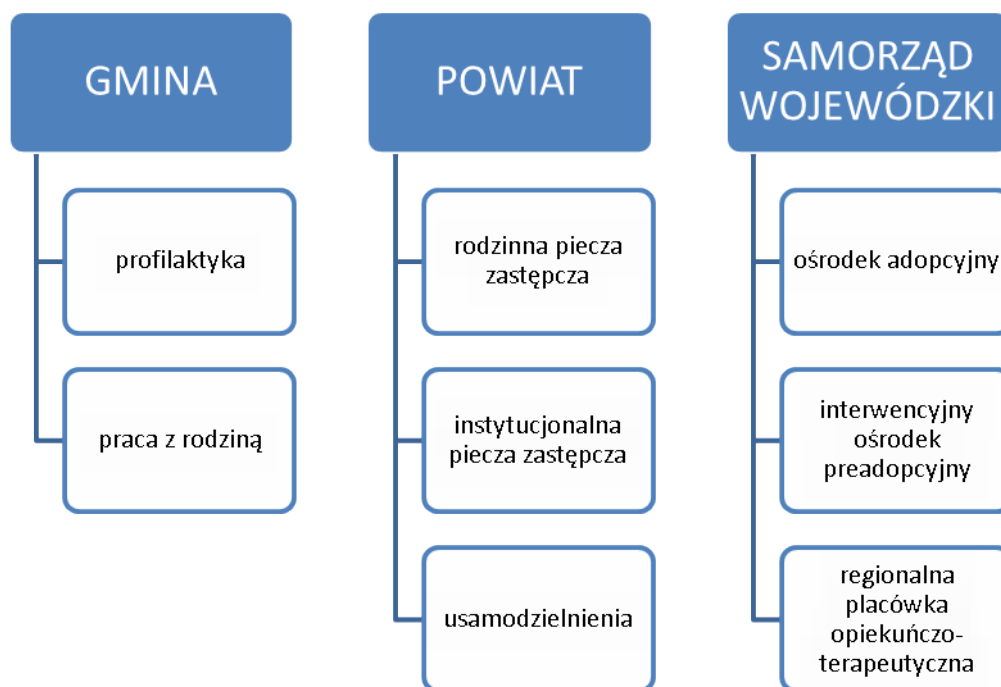 GMINA
profilaktyka
praca z rodziną
POWIAT
rodzinna piecza
zastępcza
instytucjonalna
piecza zastępcza
usamodzielnienia
SAMORZĄD
WOJEWÓDZKI
ośrodek adopcyjny
interwencyjny
ośrodek
preadopcyjny
regionalna
placówka
opiekuńczo-
terapeutyczna